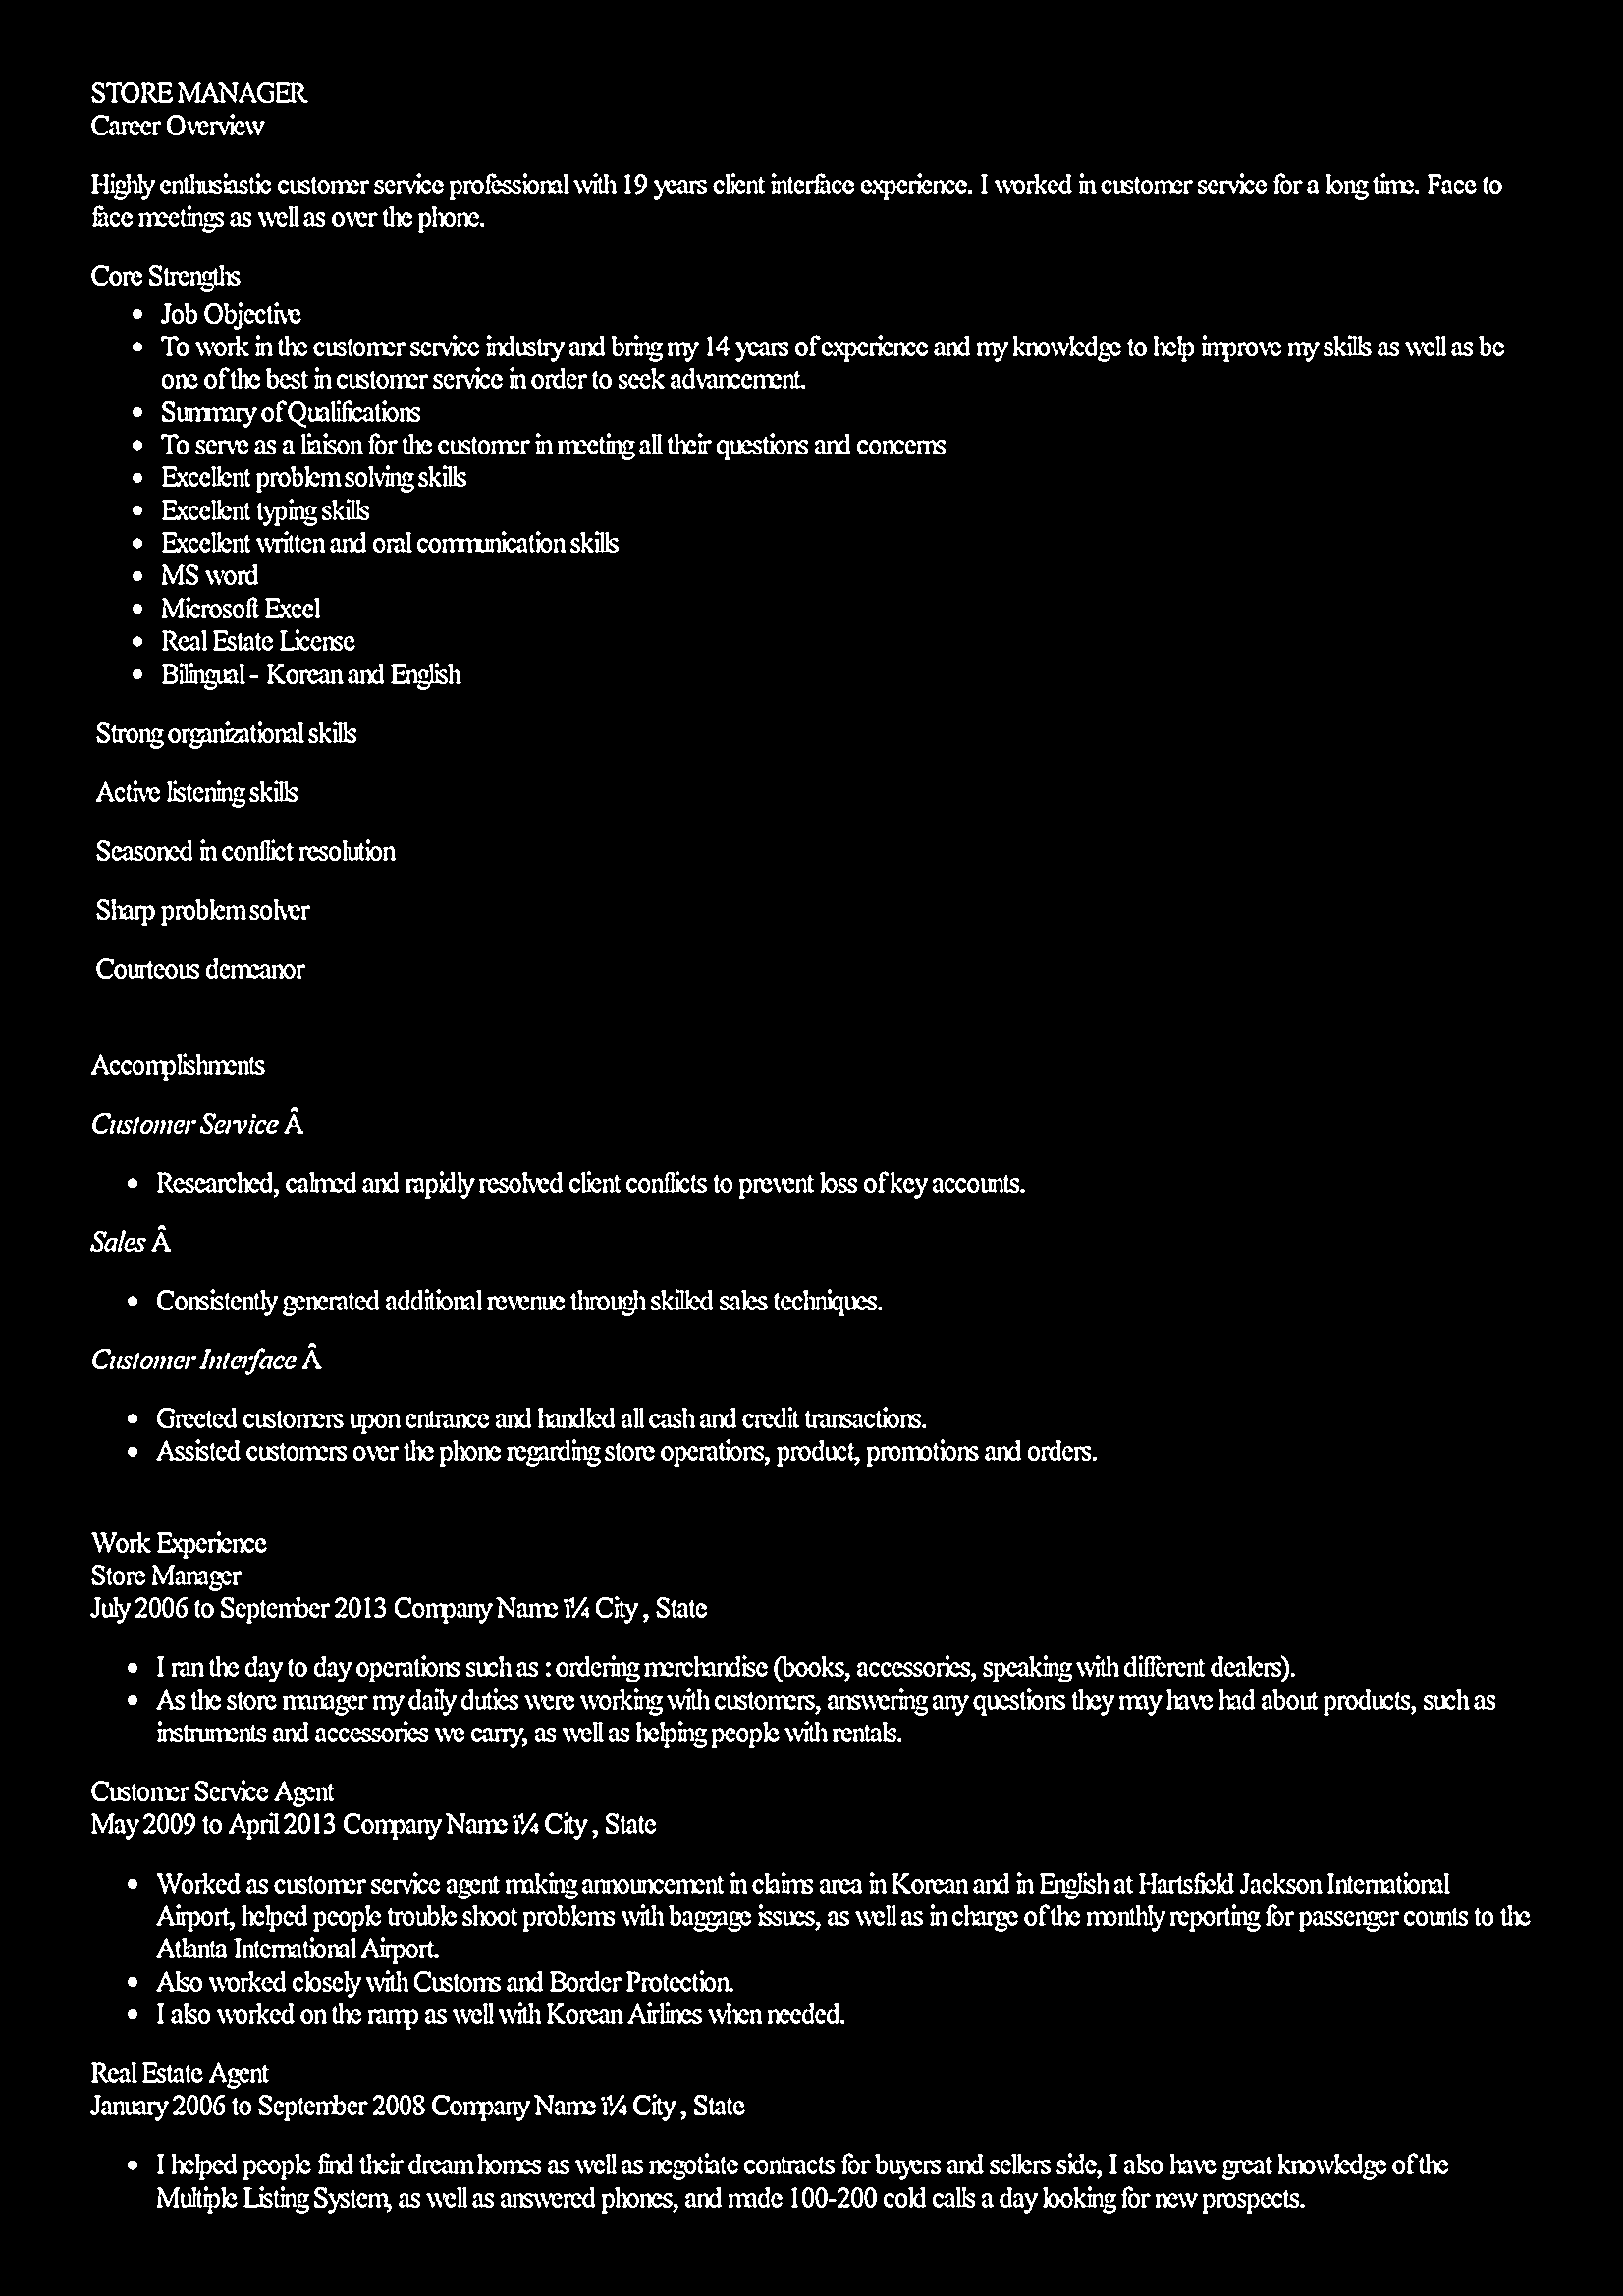 STORE MANAGER
Career Overview
Highly enthusiastic customer service professional with 19 years client interface experience. I worked in customer service for a long time. Face to
face meetings as well as over the phone.
Core Strengths
• Job Objective
• To work in the customer service industry and bring my 14 years of experience and my knowledge to help improve my skills as well as be
one of the best in customer service in order to seek advancement.
• Summary of Qualifications
• To serve as a liaison for the customer in meeting all their questions and concerns
• Excellent problem solving skills
• Excellent typing skills
• Excellent written and oral communication skills
• MS word
• Microsoft Excel
• Real Estate License
• Bilingual - Korean and English
Strong organizational skills
Active listening skills
Seasoned in conflict resolution
Sharp problem solver
Courteous demeanor
Accomplishments
Customer Service Â
• Researched, calmed and rapidly resolved client conflicts to prevent loss of key accounts.
Sales Â
• Consistently generated additional revenue through skilled sales techniques.
Customer Interface Â
• Greeted customers upon entrance and handled all cash and credit transactions.
• Assisted customers over the phone regarding store operations, product, promotions and orders.
Work Experience
Store Manager
July 2006 to September 2013 Company Name ï¼ City , State
• I ran the day to day operations such as : ordering merchandise (books, accessories, speaking with different dealers).
• As the store manager my daily duties were working with customers, answering any questions they may have had about products, such as
instruments and accessories we carry, as well as helping people with rentals.
Customer Service Agent
May 2009 to April 2013 Company Name ï¼ City , State
• Worked as customer service agent making announcement in claims area in Korean and in English at Hartsfield Jackson International
Airport, helped people trouble shoot problems with baggage issues, as well as in charge of the monthly reporting for passenger counts to the
Atlanta International Airport.
• Also worked closely with Customs and Border Protection.
• I also worked on the ramp as well with Korean Airlines when needed.
Real Estate Agent
January 2006 to September 2008 Company Name ï¼ City , State
• I helped people find their dream homes as well as negotiate contracts for buyers and sellers side, I also have great knowledge of the
Multiple Listing System, as well as answered phones, and made 100-200 cold calls a day looking for new prospects.